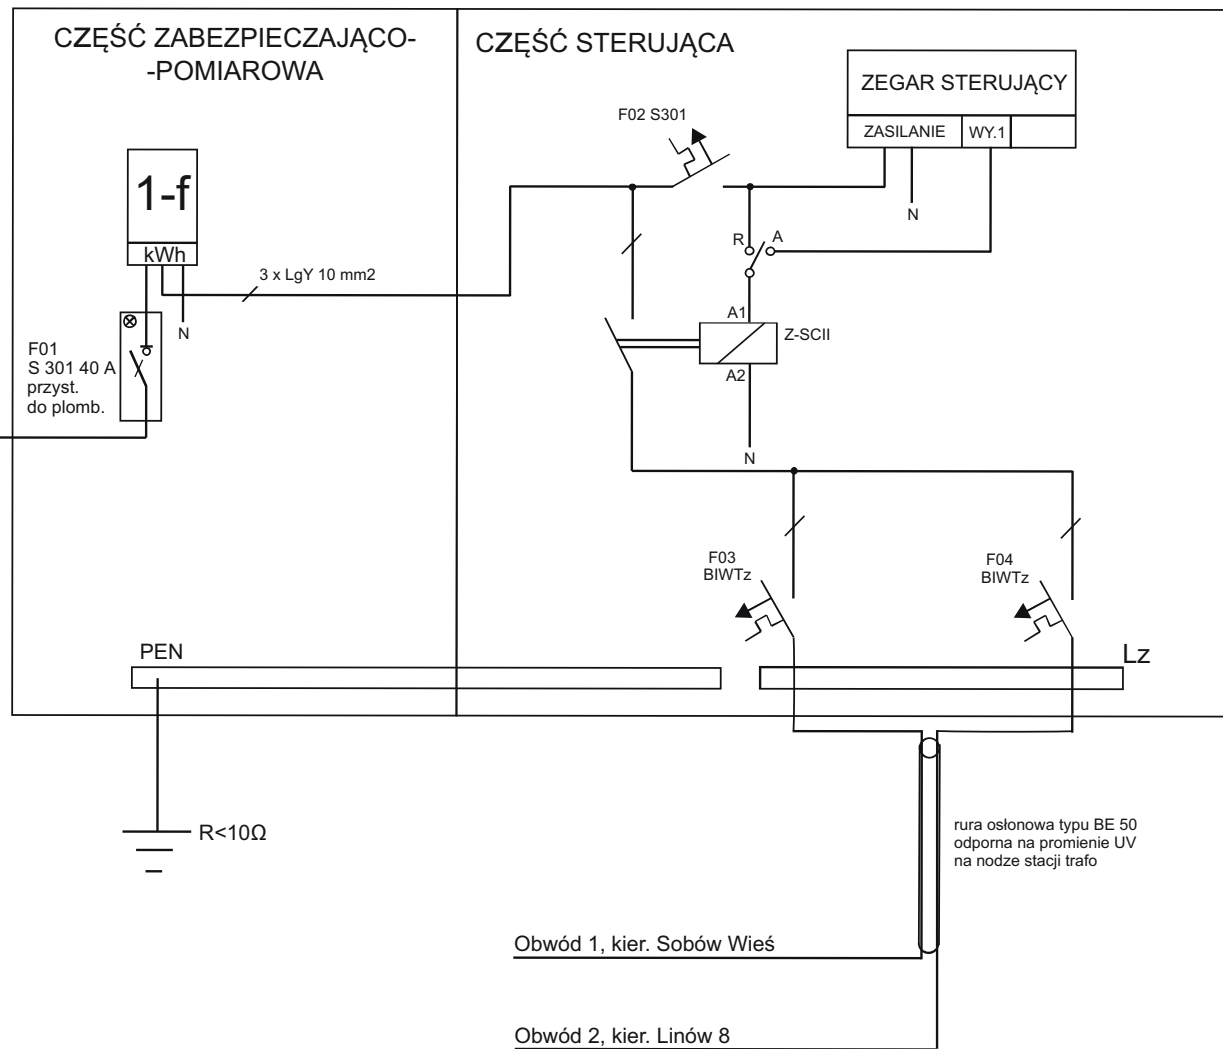 CZĘŚĆ ZABEZPIECZAJĄCO-
-POMIAROWA
1-f
kWh
N
3 x LgY 10 mm2
F01
S 301 40 A
przyst.
do plomb.
PEN
R<10Ω
CZĘŚĆ STERUJĄCA
F02 S301
ZEGAR STERUJĄCY
ZASILANIE
WY.1
N
R
A
A1
Z-SCII
A2
N
F03
BIWTz
F04
BIWTz
Lz
rura osłonowa typu BE 50
odporna na promienie UV
na nodze stacji trafo
Obwód 1, kier. Sobów Wieś
Obwód 2, kier. Linów 8